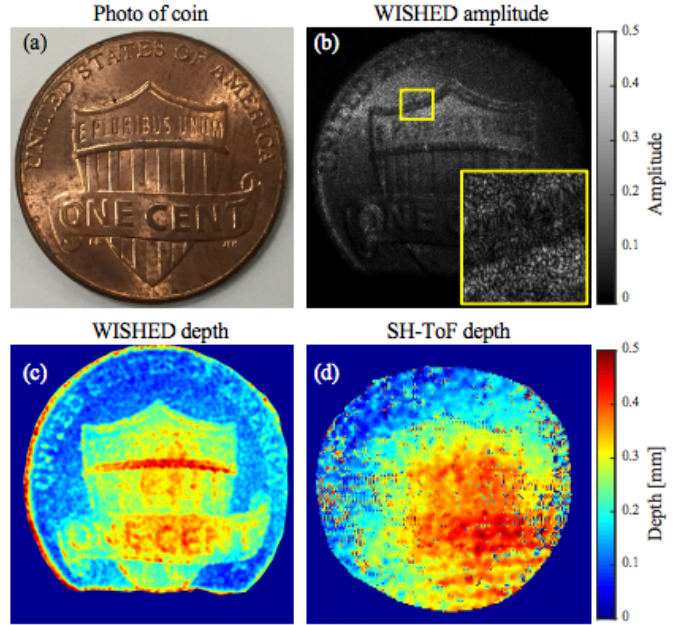 Photo of coin
WISHED amplitude
(a)
UNITED STATES OF AMERICA
E PLURIBUS UNUM
ONE CENT
(b)
0.5
0.4
0.3
0.2
0.1
0
Amplitude
WISHED depth
SH-ToF depth
(c)
(d)
0.5
0.4
0.3
0.2
0.1
0
Depth [mm]